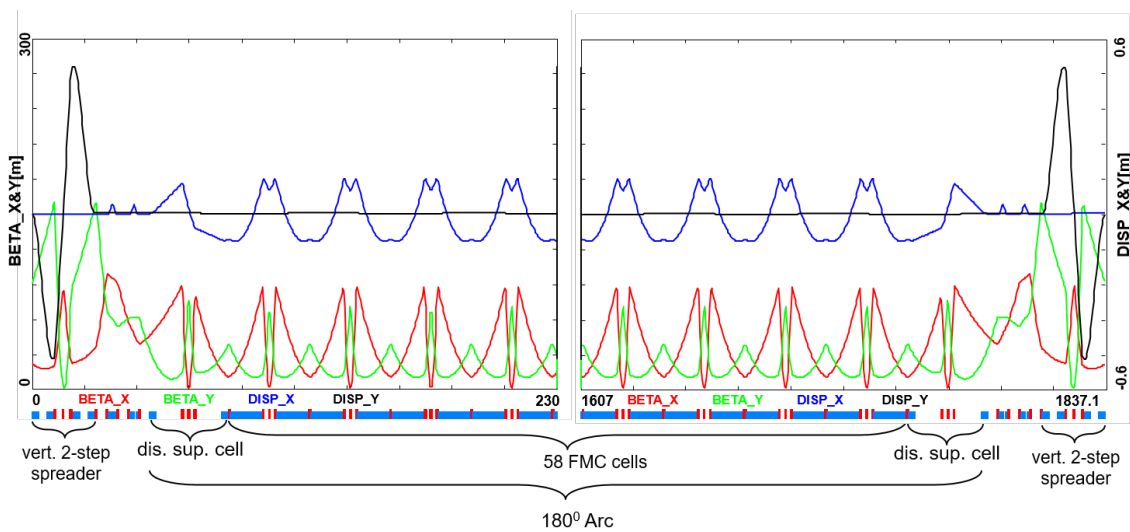 300
0.6
BETA_X&Y[m]
DISP_X&Y[m]
0
-0.6
0 BETA_X BETA_Y DISP_X DISP_Y 230
1607 BETA_X BETA_Y DISP_X DISP_Y 1837.1
vert. 2-step
spreader
dis. sup. cell
58 FMC cells
dis. sup. cell
vert. 2-step
spreader
180⁰ Arc